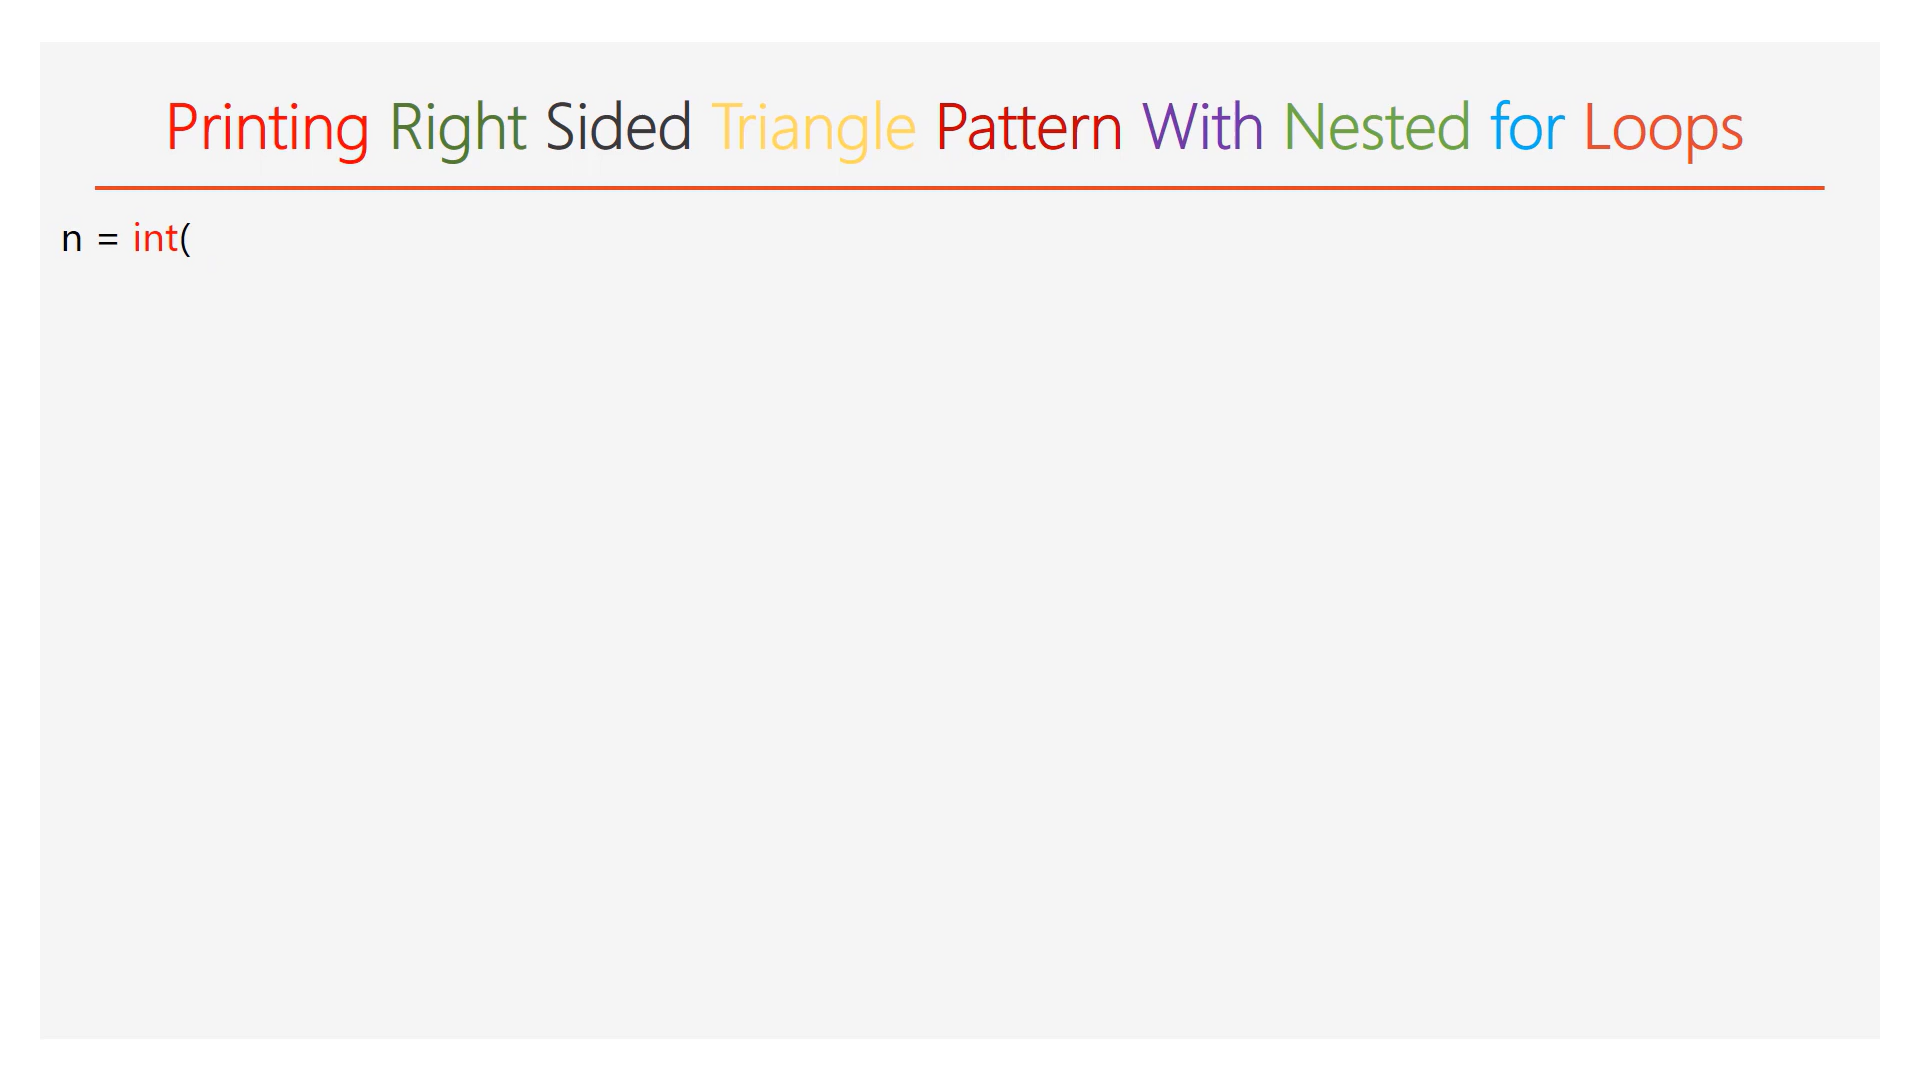 Printing Right Sided Triangle Pattern With Nested for Loops
n = int(